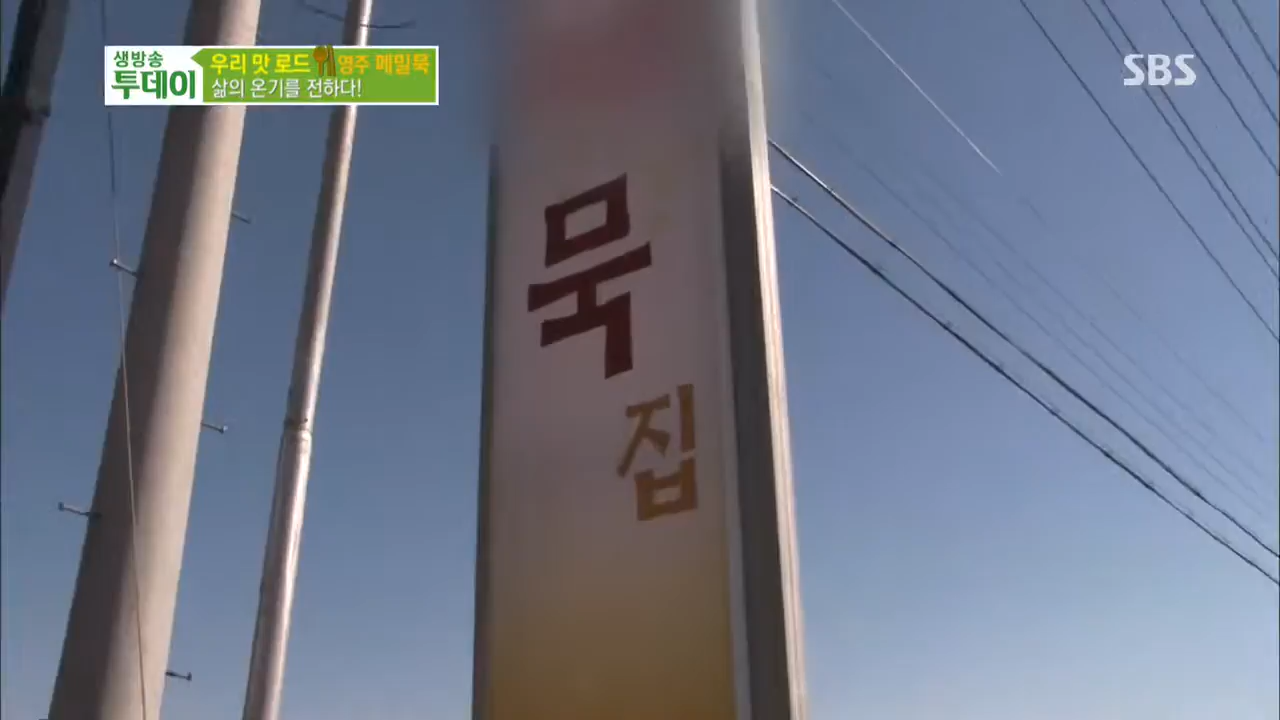 생방송
투데이
우리 맛 로드 영주 메밀묵
삶의 온기를 전하다!
SBS
묵
집